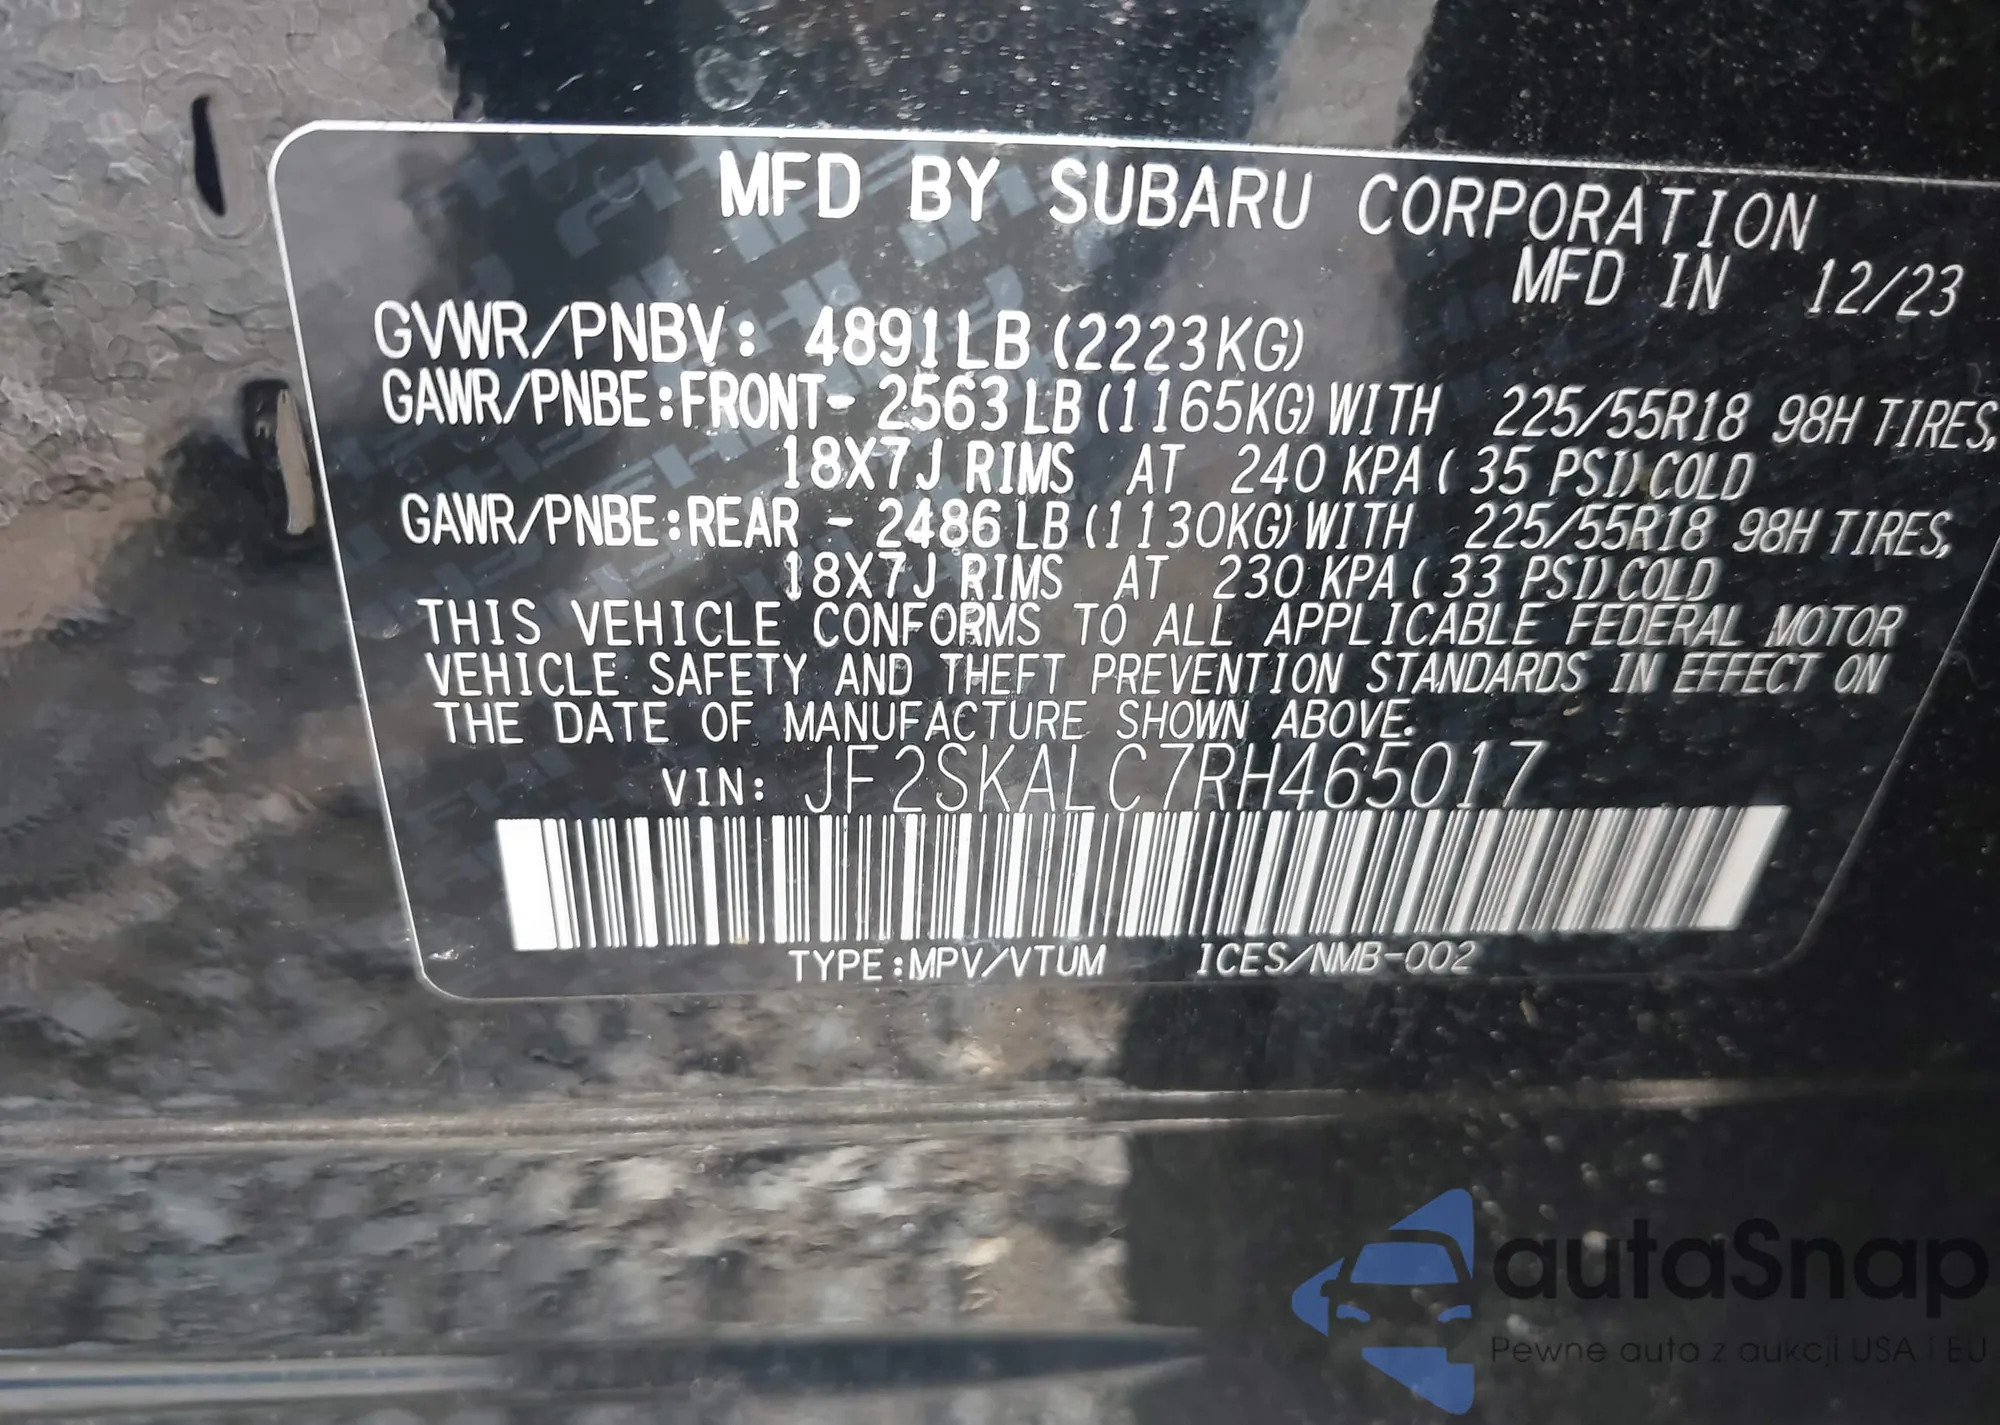 MFD BY SUBARU CORPORATION
MFD IN 12/23
GVWR/PNBV: 4891LB (2223KG)
GAWR/PNBE:FRONT- 2563LB(1165KG)WITH 225/55R18 98H TIRES,
18X7J RIMS AT 240 KPA( 35 PSI)COLD
GAWR/PNBE:REAR - 2486LB(1130KG)WITH 225/55R18 98H TIRES,
18X7J RIMS AT 230 KPA( 33 PSI)COLD
THIS VEHICLE CONFORMS TO ALL APPLICABLE FEDERAL MOTOR
VEHICLE SAFETY AND THEFT PREVENTION STANDARDS IN EFFECT ON
THE DATE OF MANUFACTURE SHOWN ABOVE.
VIN: JF2SKALC7RH465017
TYPE:MPV/VTUM ICES/NMB-002
autaSnap
Pewne auto z aukcji USA i EU